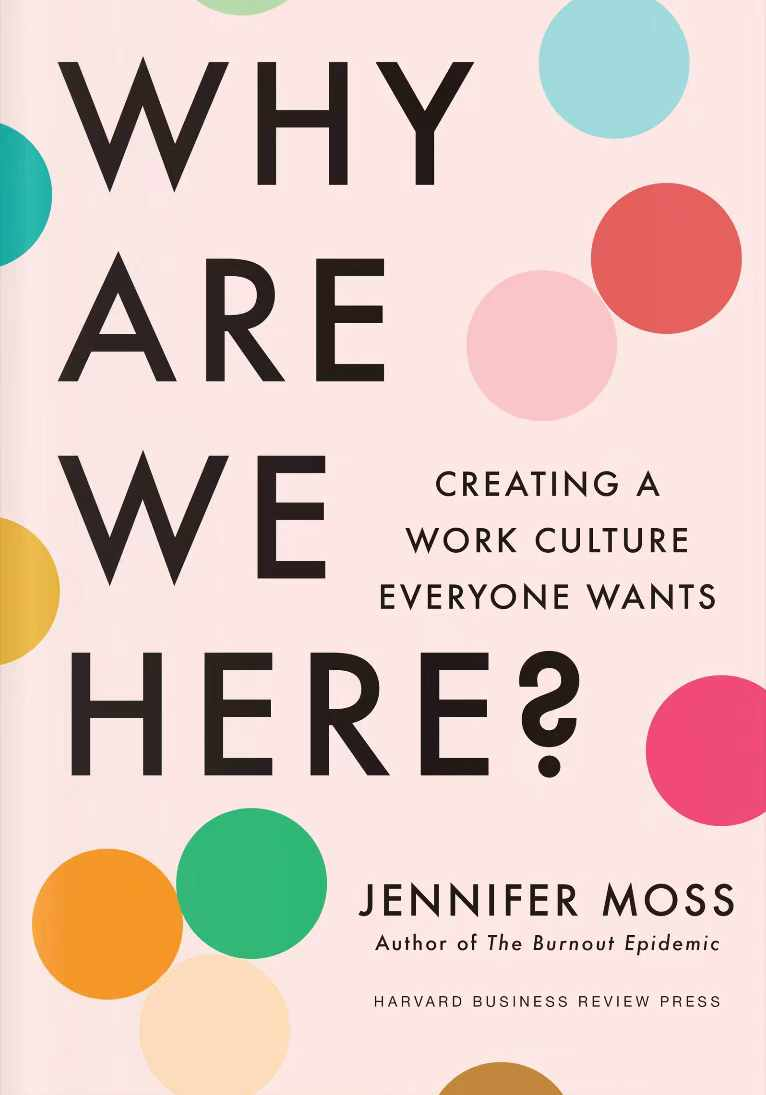 WHY
ARE
WE
CREATING A
WORK CULTURE
EVERYONE WANTS
HERE?
JENNIFER MOSS
Author of The Burnout Epidemic
HARVARD BUSINESS REVIEW PRESS